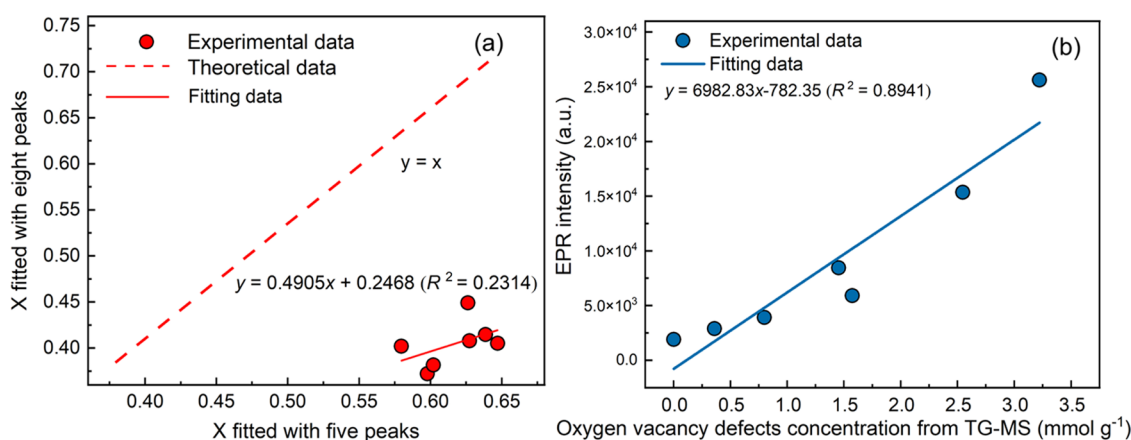 (a)
Experimental data
Theoretical data
Fitting data
y = x
y = 0.4905x + 0.2468 (R² = 0.2314)
0.75
0.70
0.65
0.60
0.55
0.50
0.45
0.40
X fitted with eight peaks
0.40 0.45 0.50 0.55 0.60 0.65
X fitted with five peaks
(b)
Experimental data
Fitting data
y = 6982.83x-782.35 (R² = 0.8941)
3.0×10⁴
2.5×10⁴
2.0×10⁴
1.5×10⁴
1.0×10⁴
5.0×10³
0.0
EPR intensity (a.u.)
0.0 0.5 1.0 1.5 2.0 2.5 3.0 3.5
Oxygen vacancy defects concentration from TG-MS (mmol g⁻¹)